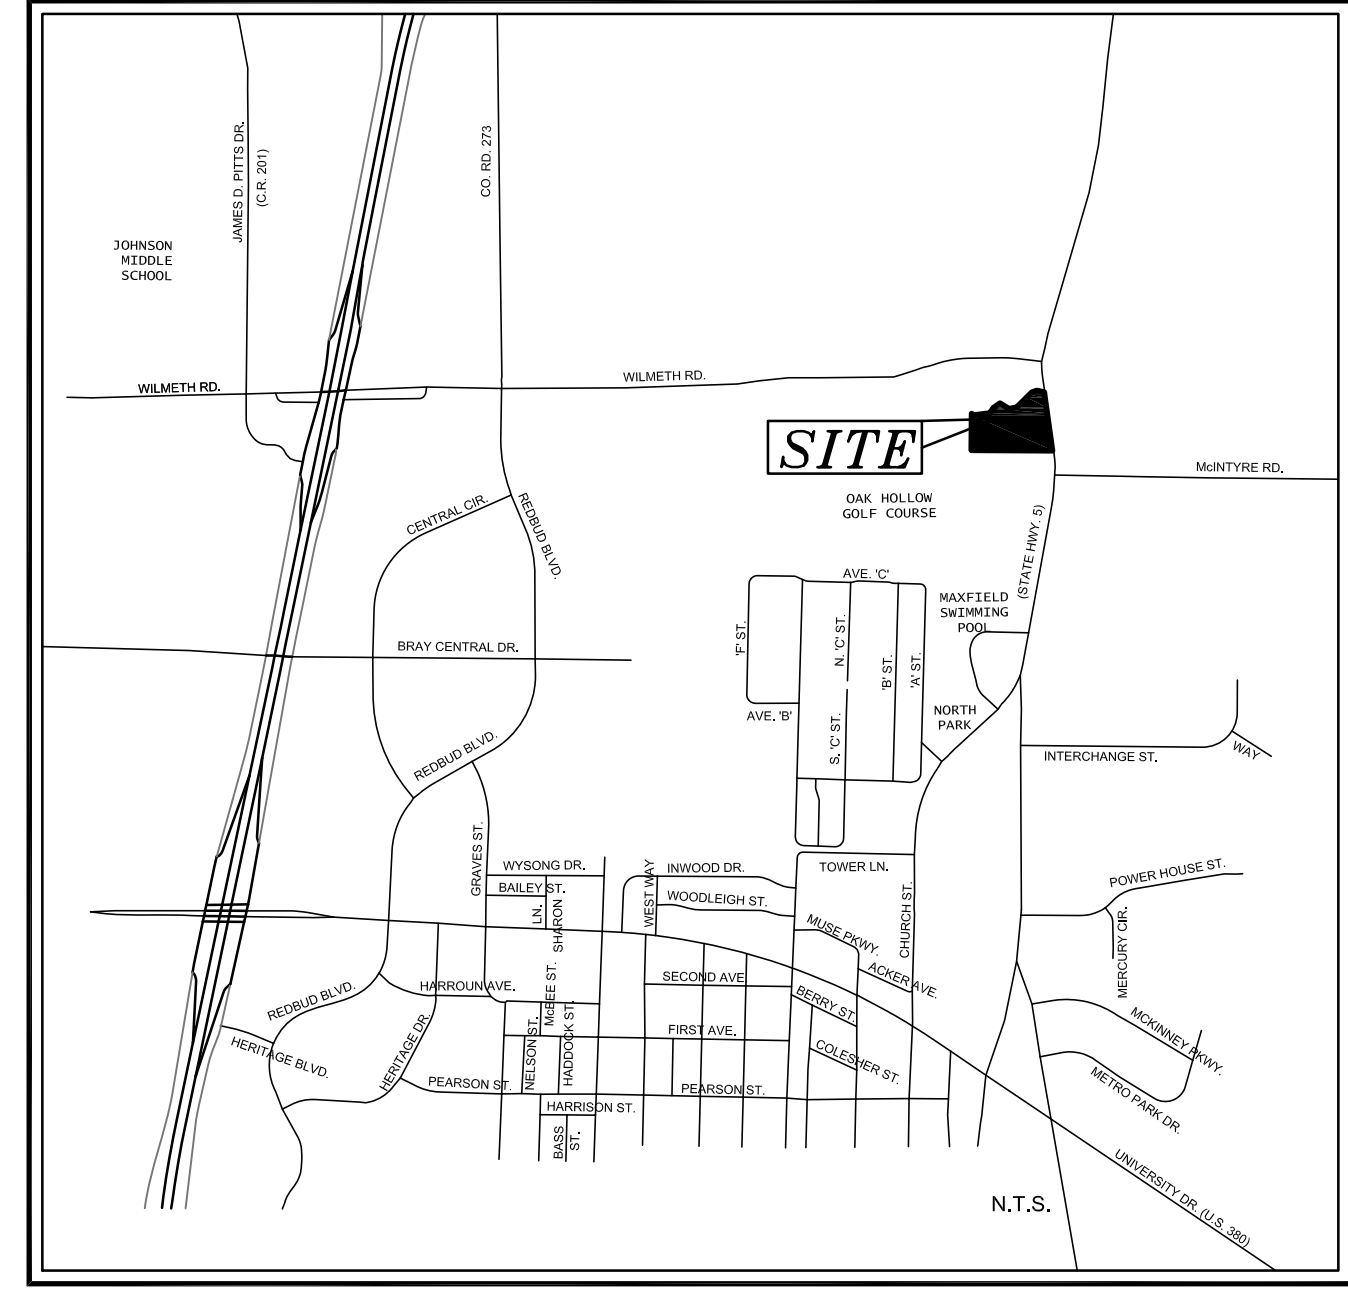 JAMES D. PITTS DR.
(C.R. 201)
CO. RD. 273
JOHNSON
MIDDLE
SCHOOL
WILMETH RD.
WILMETH RD.
SITE
McINTYRE RD.
OAK HOLLOW
GOLF COURSE
CENTRAL CIR.
REDBUD BLVD.
(STATE HWY. 5)
AVE. 'C'
MAXFIELD
SWIMMING
POOL
'F' ST.
N. 'C' ST.
'B' ST.
'A' ST.
BRAY CENTRAL DR.
AVE. 'B'
S. 'C' ST.
NORTH
PARK
REDBUD BLVD.
INTERCHANGE ST.
WAY
GRAVES ST.
WYSONG DR.
BAILEY ST.
LN.
SHARON
WEST WAY
INWOOD DR.
WOODLEIGH ST.
TOWER LN.
CHURCH ST.
POWER HOUSE ST.
MUSE PKWY.
ACKER AVE.
MERCURY CIR.
SECOND AVE
BERRY ST.
REDBUD BLVD.
HARROUN AVE.
McBEE ST.
HADDOCK ST.
NELSON ST.
FIRST AVE.
COLESHER ST.
MCKINNEY PKWY.
HERITAGE BLVD.
HERITAGE DR.
PEARSON ST.
PEARSON ST.
METRO PARK DR.
HARRISON ST.
BASS
ST.
UNIVERSITY DR. (U.S. 380)
N.T.S.